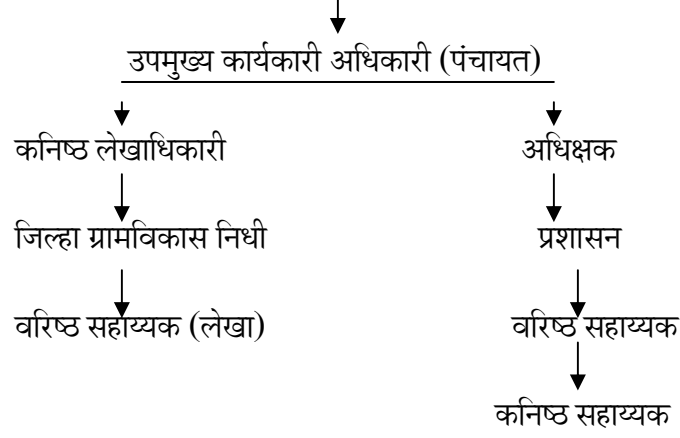 उपमुख्य कार्यकारी अधिकारी (पंचायत)
कनिष्ठ लेखाधिकारी अधिक्षक
जिल्हा ग्रामविकास निधी प्रशासन
वरिष्ठ सहाय्यक (लेखा) वरिष्ठ सहाय्यक
कनिष्ठ सहाय्यक